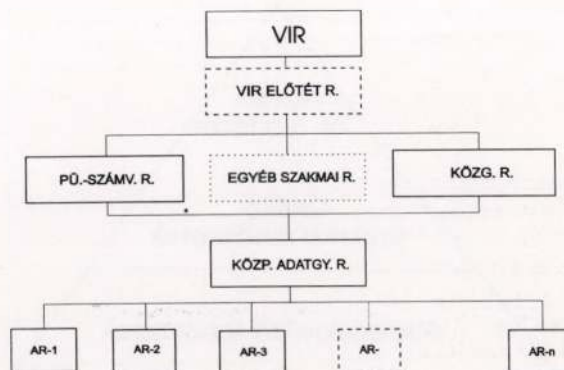 VIR
VIR ELŐTÉT R.
PÜ.-SZÁMV. R.
EGYÉB SZAKMAI R.
KÖZG. R.
KÖZP. ADATGY. R.
AR-1
AR-2
AR-3
AR-
AR-n